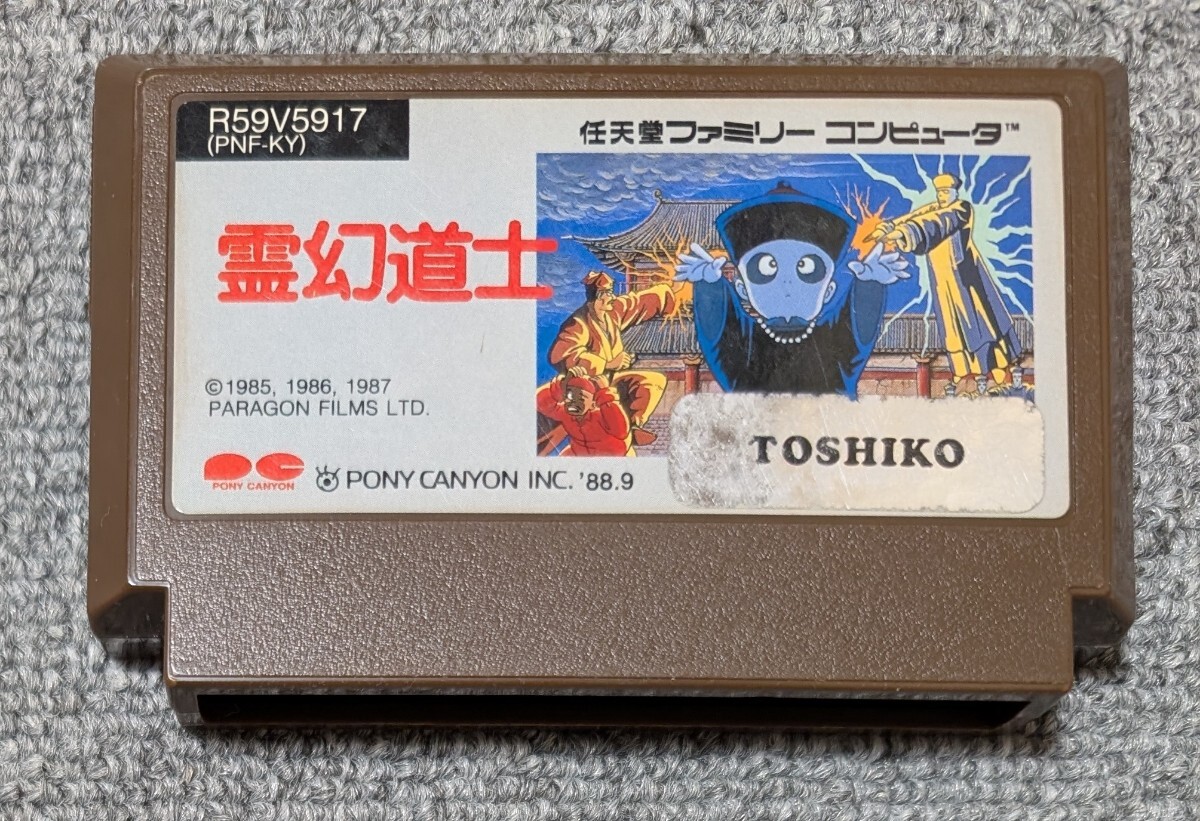 R59V5917
(PNF-KY)
任天堂ファミリー コンピュータ™
霊幻道士
©1985, 1986, 1987
PARAGON FILMS LTD.
PONY CANYON
PONY CANYON INC. '88.9
TOSHIKO